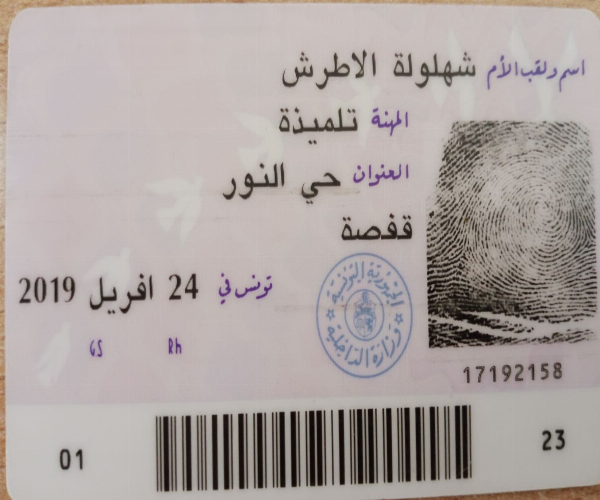 اسم ولقب الأم شهلولة الاطرش
المهنة تلميذة
العنوان حي النور
قفصة
تونس في 24 افريل 2019
GS Rh
الجمهورية التونسية
وزارة الداخلية
17192158
01 23